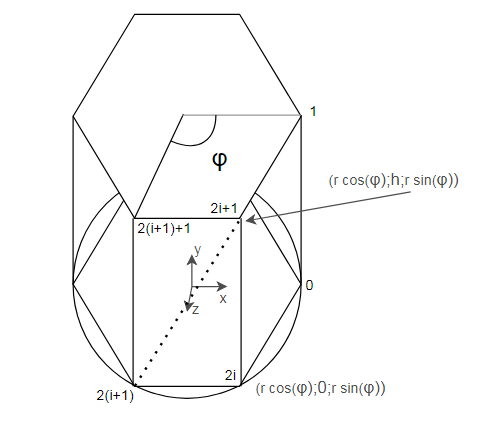 1
φ
(r cos(φ);h;r sin(φ))
2i+1
2(i+1)+1
y
x
z
0
2i
2(i+1)
(r cos(φ);0;r sin(φ))